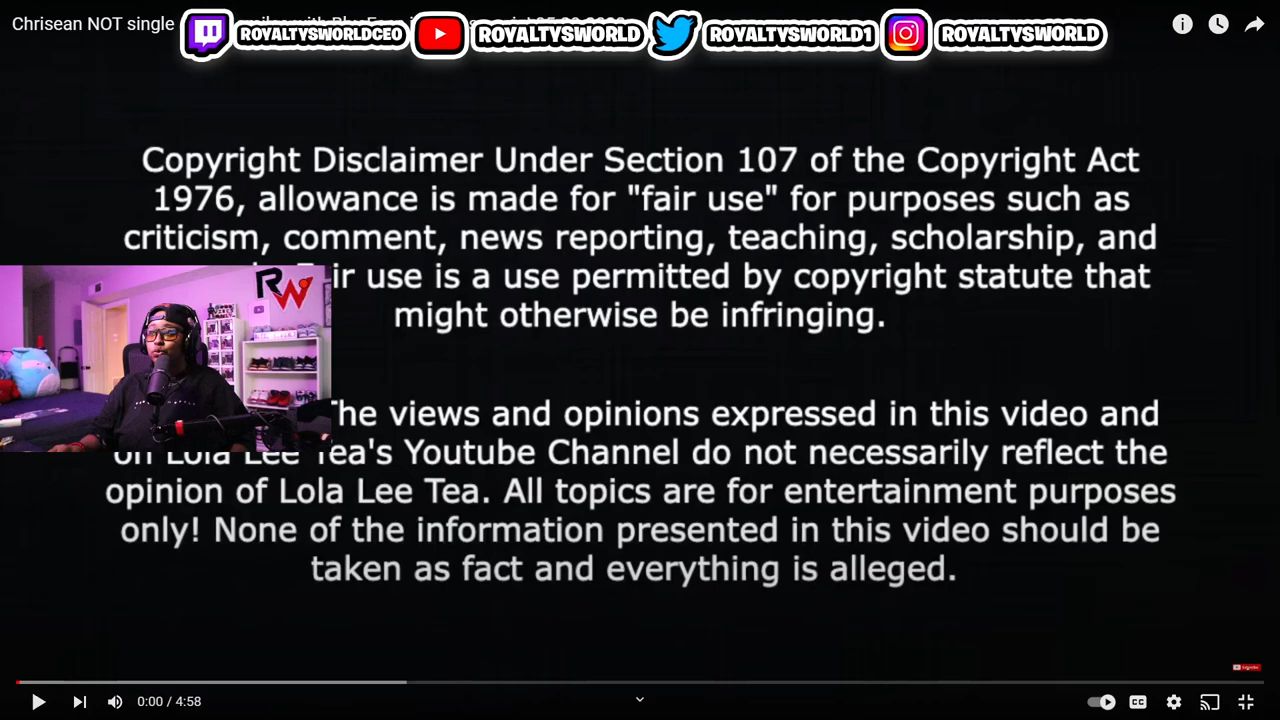 Chrisean NOT single
ROYALTYSWORLDCEO
ROYALTYSWORLD
ROYALTYSWORLD1
ROYALTYSWORLD
Copyright Disclaimer Under Section 107 of the Copyright Act
1976, allowance is made for "fair use" for purposes such as
criticism, comment, news reporting, teaching, scholarship, and
use is a use permitted by copyright statute that
might otherwise be infringing.
RW
The views and opinions expressed in this video and
on Lola Lee Tea's Youtube Channel do not necessarily reflect the
opinion of Lola Lee Tea. All topics are for entertainment purposes
only! None of the information presented in this video should be
taken as fact and everything is alleged.
0:00 / 4:58
CC